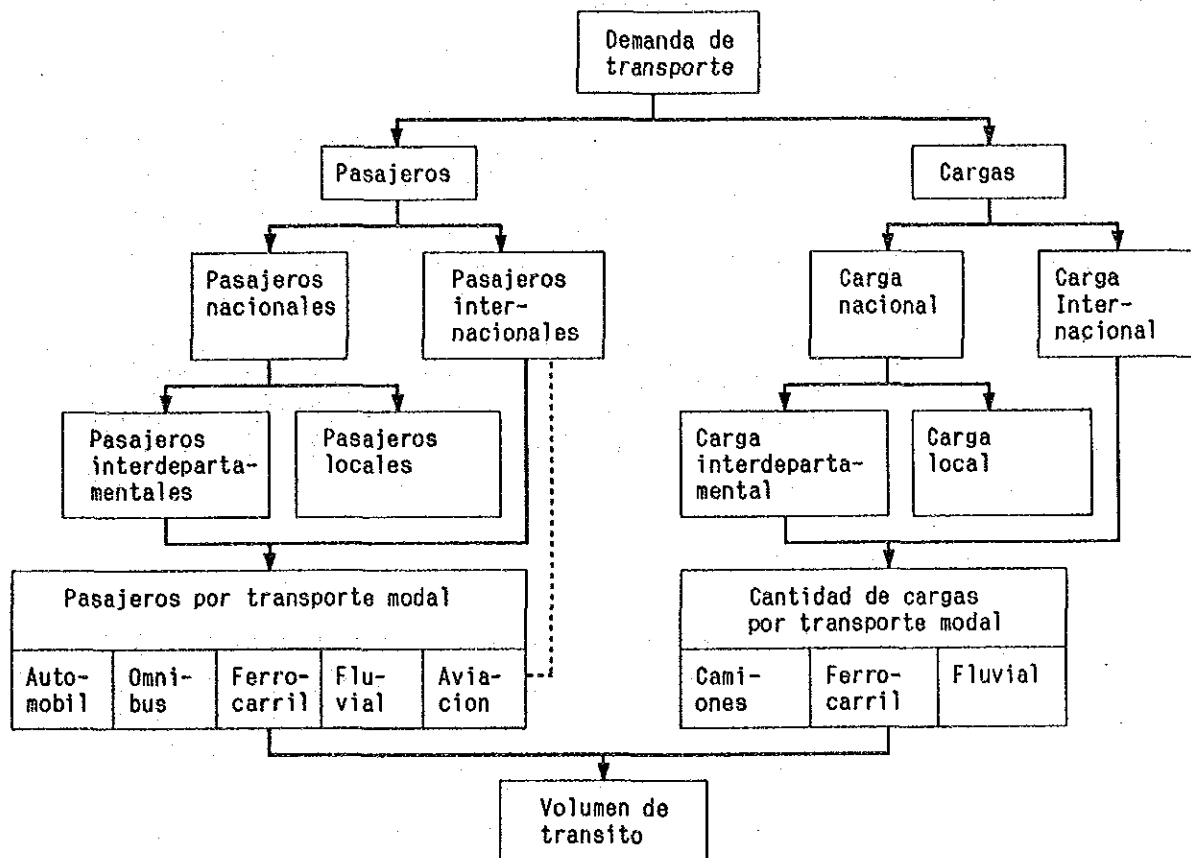 Demanda de
transporte
Pasajeros
Cargas
Pasajeros
nacionales
Pasajeros
inter-
nacionales
Carga
nacional
Carga
Inter-
nacional
Pasajeros
interdeparta-
mentales
Pasajeros
locales
Carga
interdeparta-
mental
Carga
local
Pasajeros por transporte modal
Auto-
mobil
Omni-
bus
Ferro-
carril
Flu-
vial
Avia-
cion
Cantidad de cargas
por transporte modal
Cami-
ones
Ferro-
carril
Fluvial
Volumen de
transito